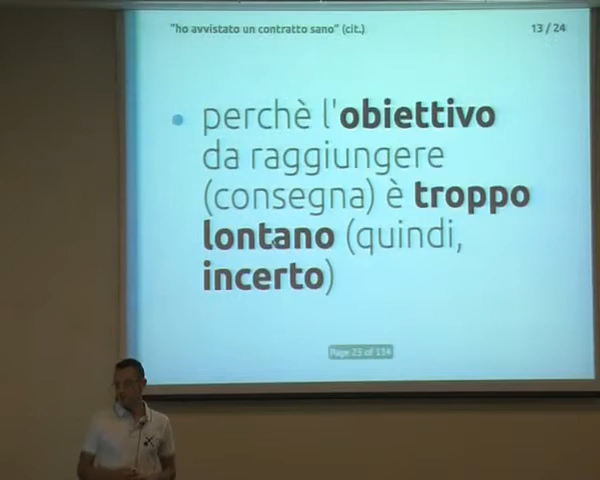 "ho avvistato un contratto sano" (cit.)
13 / 24
perchè l'obiettivo
da raggiungere
(consegna) è troppo
lontano (quindi,
incerto)
Page 23 of 134